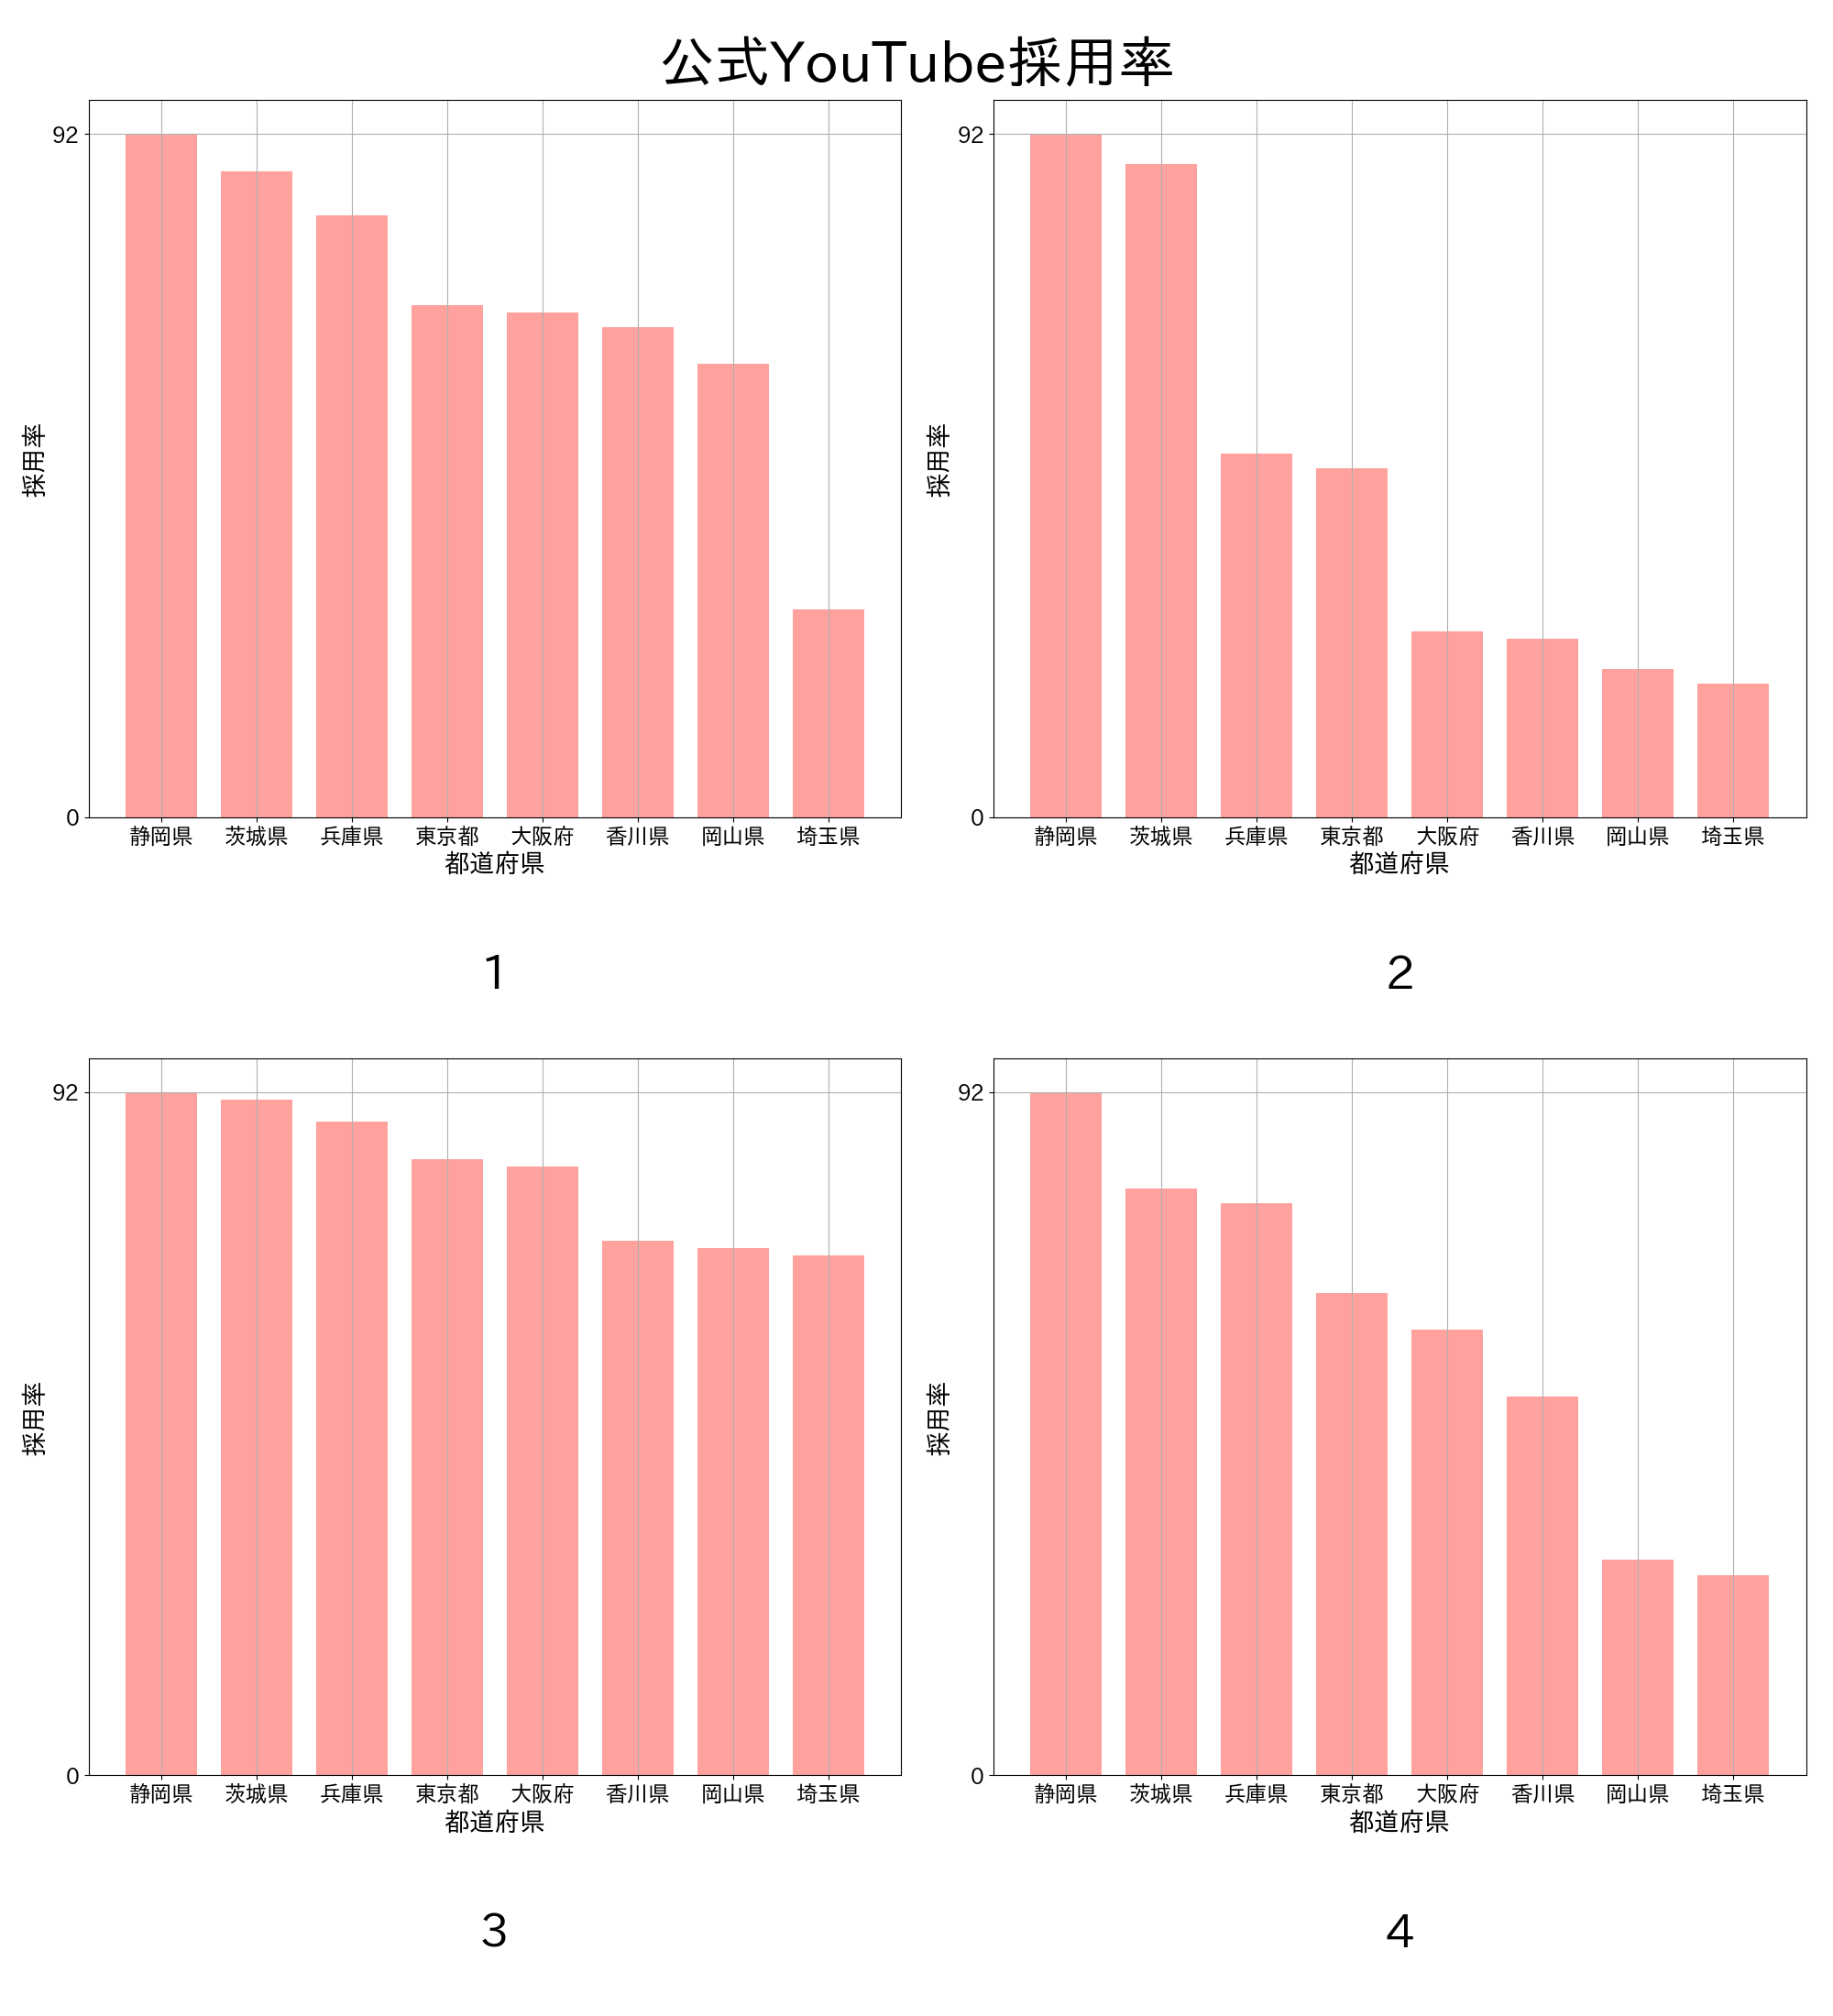 公式YouTube採用率
92
0
採用率
静岡県 茨城県 兵庫県 東京都 大阪府 香川県 岡山県 埼玉県
都道府県
1
92
0
採用率
静岡県 茨城県 兵庫県 東京都 大阪府 香川県 岡山県 埼玉県
都道府県
2
92
0
採用率
静岡県 茨城県 兵庫県 東京都 大阪府 香川県 岡山県 埼玉県
都道府県
3
92
0
採用率
静岡県 茨城県 兵庫県 東京都 大阪府 香川県 岡山県 埼玉県
都道府県
4